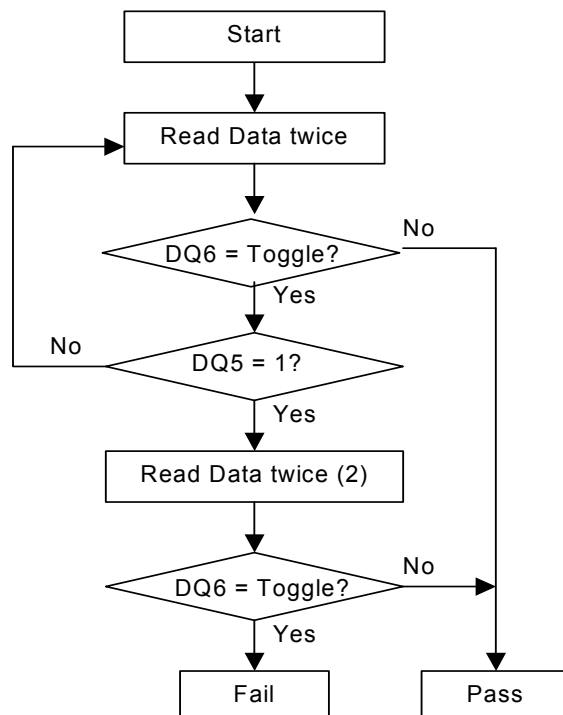 Start
Read Data twice
DQ6 = Toggle?
No
Yes
No
DQ5 = 1?
Yes
Read Data twice (2)
DQ6 = Toggle?
No
Yes
Fail
Pass